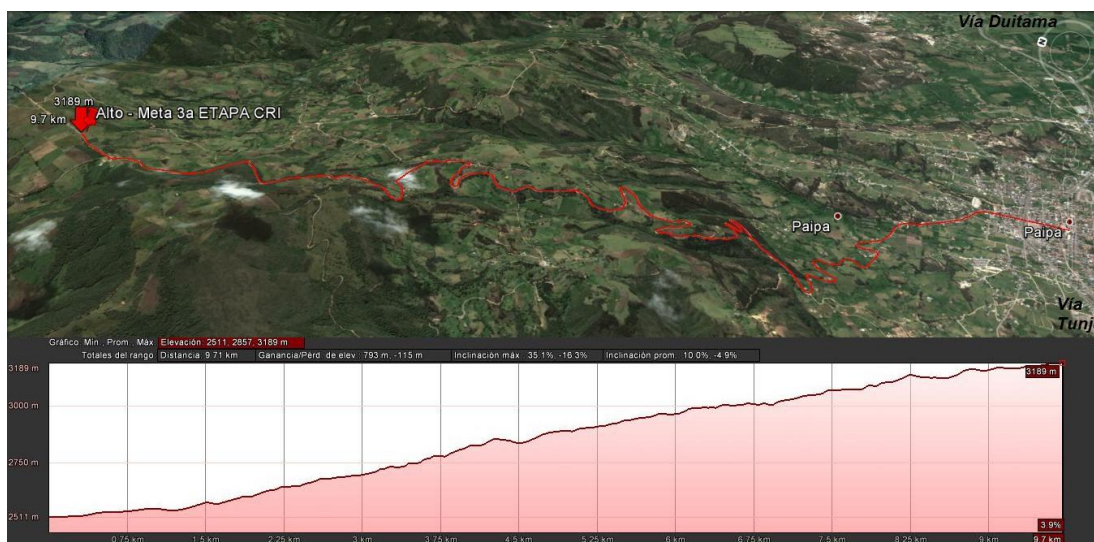 Vía Duitama
N
3189 m
9.7 km
Alto - Meta 3a ETAPA CRI
Paipa
Paipa
Vía
Tunj
Gráfico: Mín., Prom., Máx. Elevación: 2511, 2857, 3189 m
Totales del rango: Distancia: 9.71 km Ganancia/Pérd. de elev.: 793 m, -115 m Inclinación máx.: 35.1%, -16.3% Inclinación prom.: 10.0%, -4.9%
3189 m
3189 m
3000 m
2750 m
2511 m
3.9%
0.75 km 1.5 km 2.25 km 3 km 3.75 km 4.5 km 5.25 km 6 km 6.75 km 7.5 km 8.25 km 9 km 9.7 km